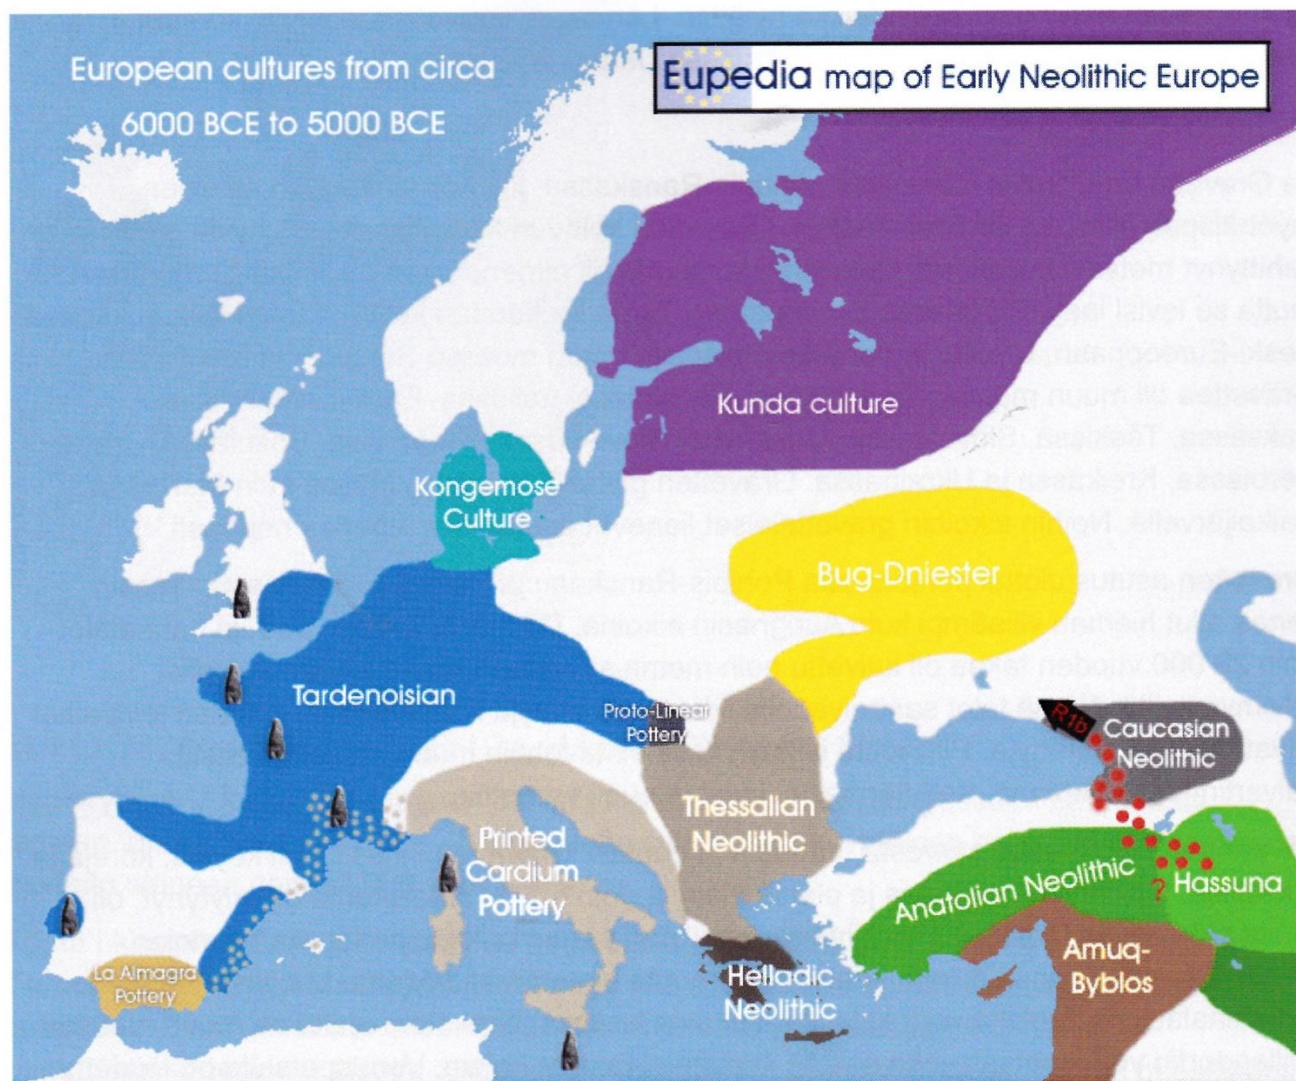 European cultures from circa
6000 BCE to 5000 BCE
Eupedia map of Early Neolithic Europe
Kunda culture
Kongemose
Culture
Bug-Dniester
Tardenoisian
Proto-Linear
Pottery
R1b
Caucasian
Neolithic
Thessalian
Neolithic
Printed
Cardium
Pottery
Anatolian Neolithic
Hassuna
?
La Almagra
Pottery
Helladic
Neolithic
Amuq-
Byblos